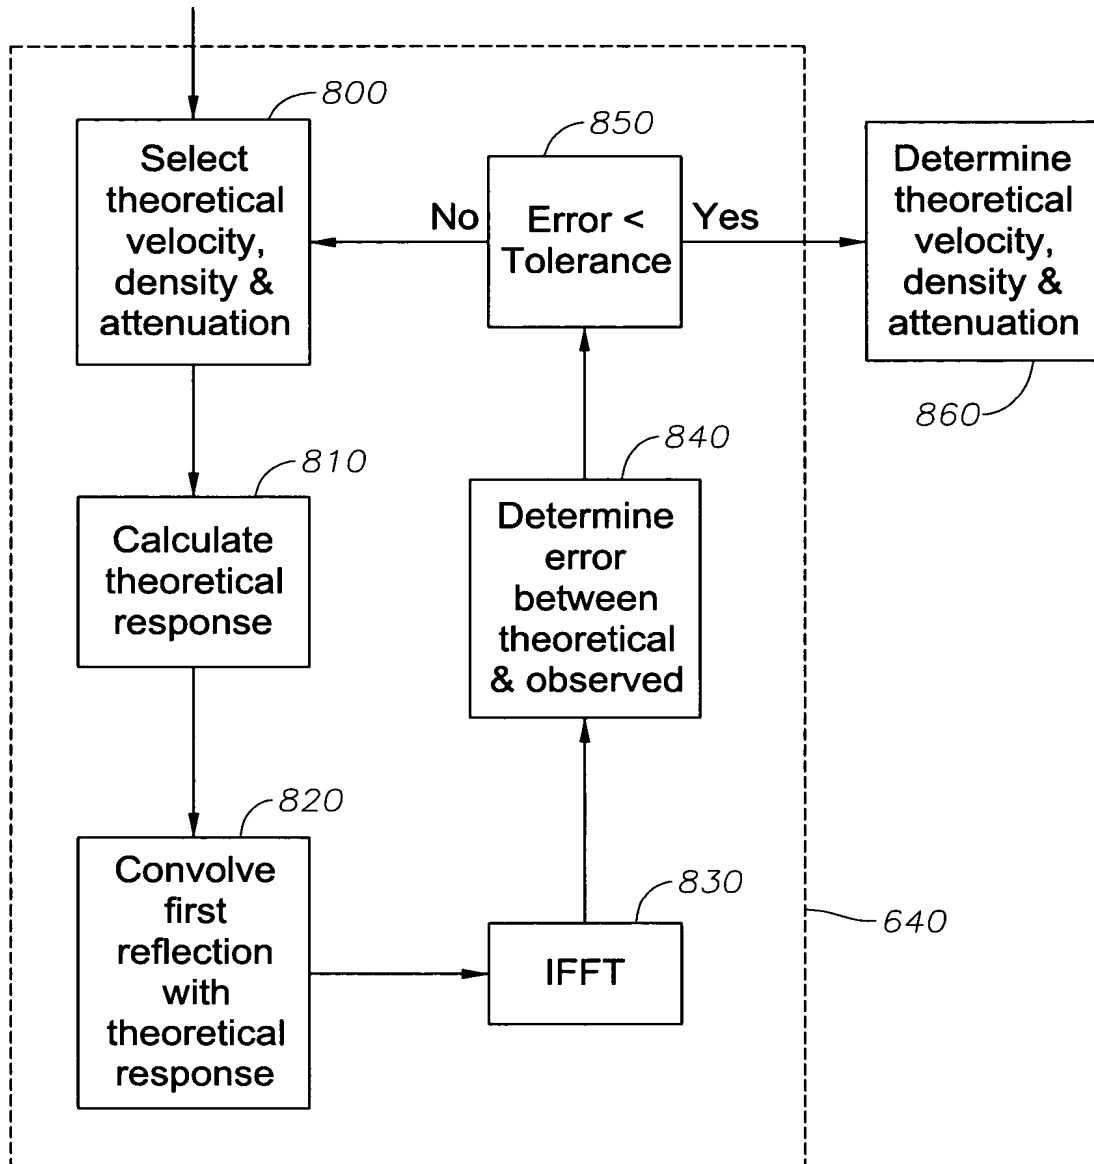 800
Select
theoretical
velocity,
density &
attenuation
810
Calculate
theoretical
response
820
Convolve
first
reflection
with
theoretical
response
830
IFFT
840
Determine
error
between
theoretical
& observed
850
Error <
Tolerance
No
Yes
Determine
theoretical
velocity,
density &
attenuation
860
640